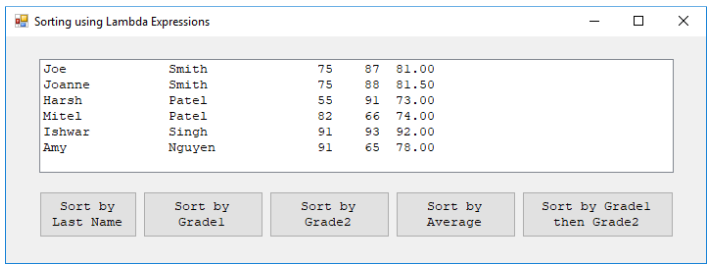 Sorting using Lambda Expressions
Joe Smith 75 87 81.00
Joanne Smith 75 88 81.50
Harsh Patel 55 91 73.00
Mitel Patel 82 66 74.00
Ishwar Singh 91 93 92.00
Amy Nguyen 91 65 78.00
Sort by
Last Name
Sort by
Grade1
Sort by
Grade2
Sort by
Average
Sort by Grade1
then Grade2